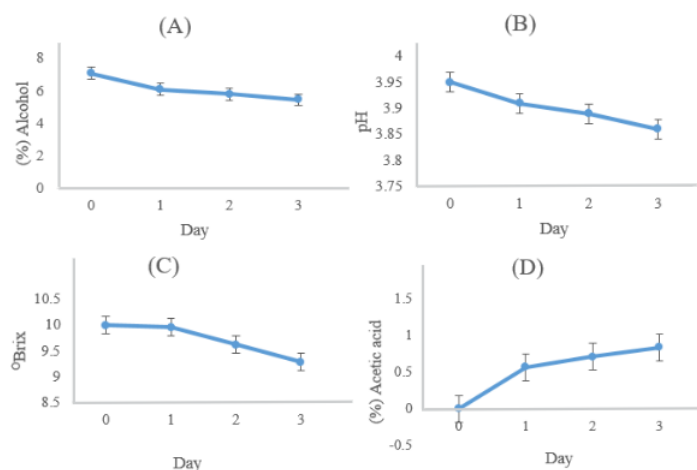 (A)
(%) Alcohol
8
6
4
2
0
0 1 2 3
Day
(B)
pH
4
3.95
3.9
3.85
3.8
3.75
0 1 2 3
Day
(C)
⁰Brix
10.5
10
9.5
9
8.5
0 1 2 3
Day
(D)
(%) Acetic acid
1.5
1
0.5
0
-0.5
0 1 2 3
Day